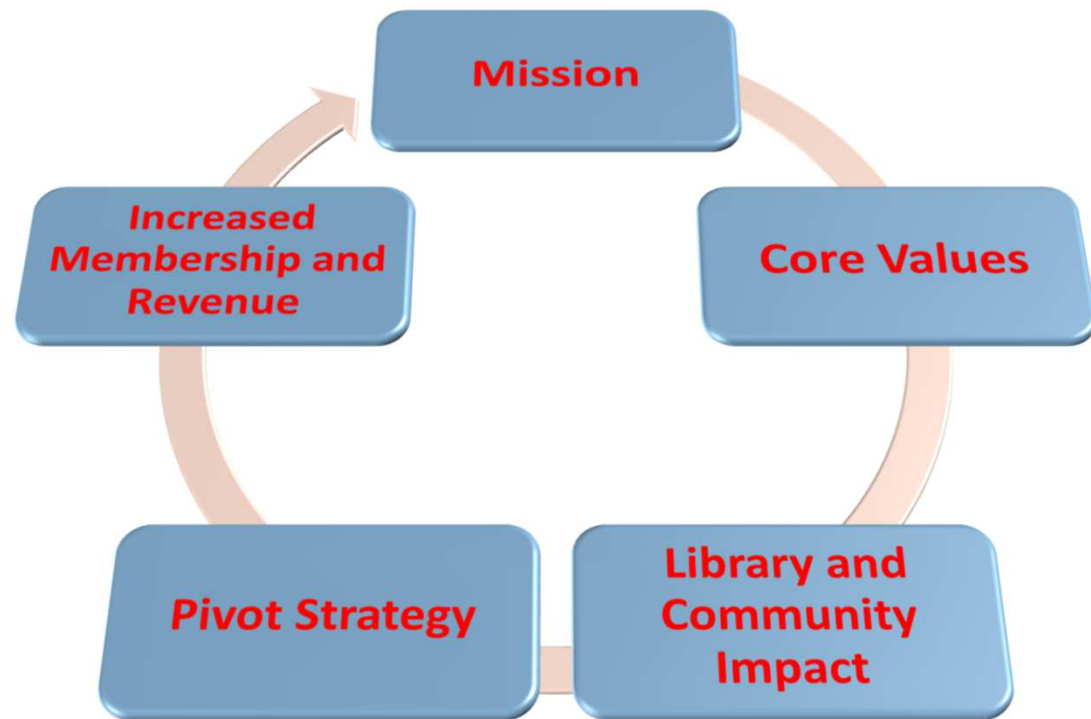 Mission
Core Values
Library and
Community
Impact
Pivot Strategy
Increased
Membership and
Revenue